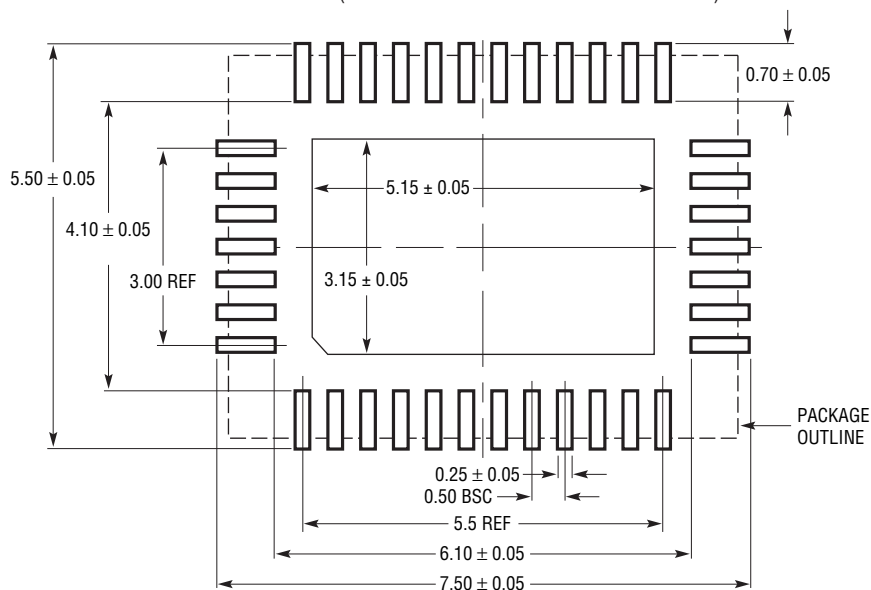 0.70 ± 0.05
5.50 ± 0.05
5.15 ± 0.05
4.10 ± 0.05
3.00 REF
3.15 ± 0.05
PACKAGE
OUTLINE
0.25 ± 0.05
0.50 BSC
5.5 REF
6.10 ± 0.05
7.50 ± 0.05